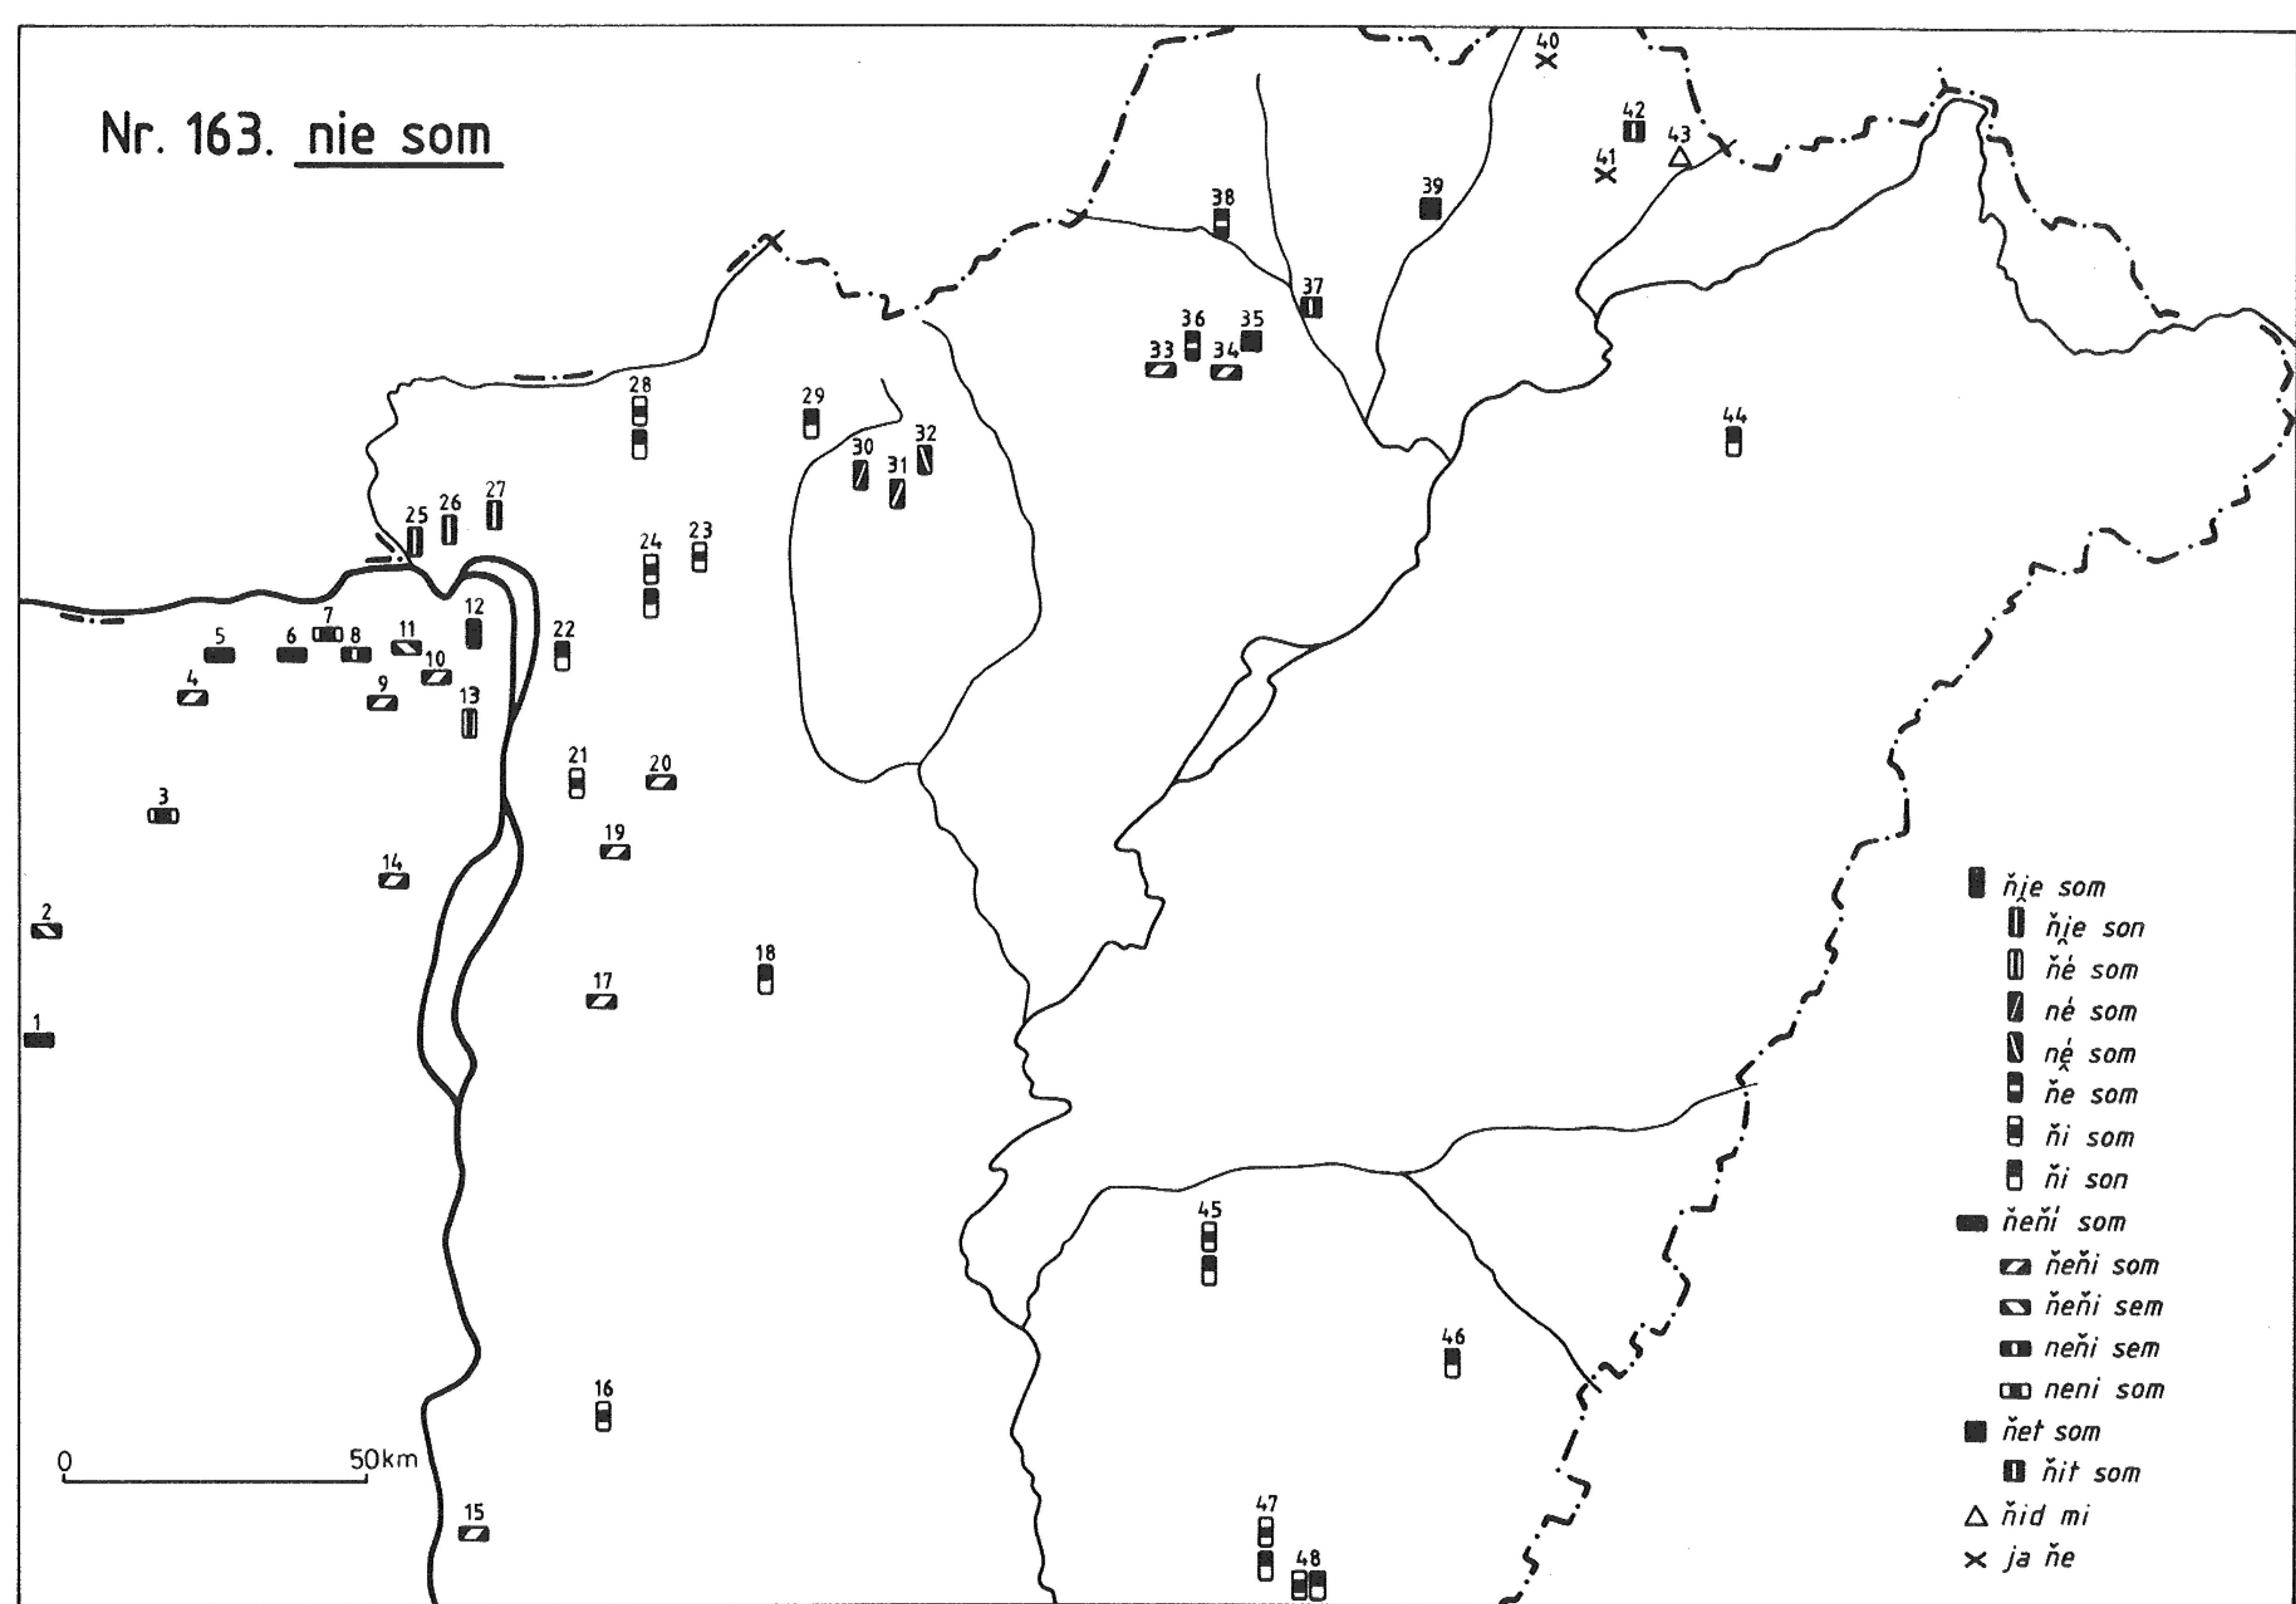 Nr. 163. nie som
40
42
43
41
38
39
37
36
35
33
34
28
29
44
32
30
31
27
26
25
24
23
12
22
7
11
5
6
8
10
4
9
13
21
20
3
19
14
2
18
17
1
45
46
16
15
47
48
0 50km
ňi̯e som
ňi̯e son
ňé som
né som
nế̯ som
ňe som
ňi som
ňi son
ňeňí som
ňeňi som
ňeňi sem
neňi sem
neni som
ňet som
ňit som
ňid mi
ja ňe